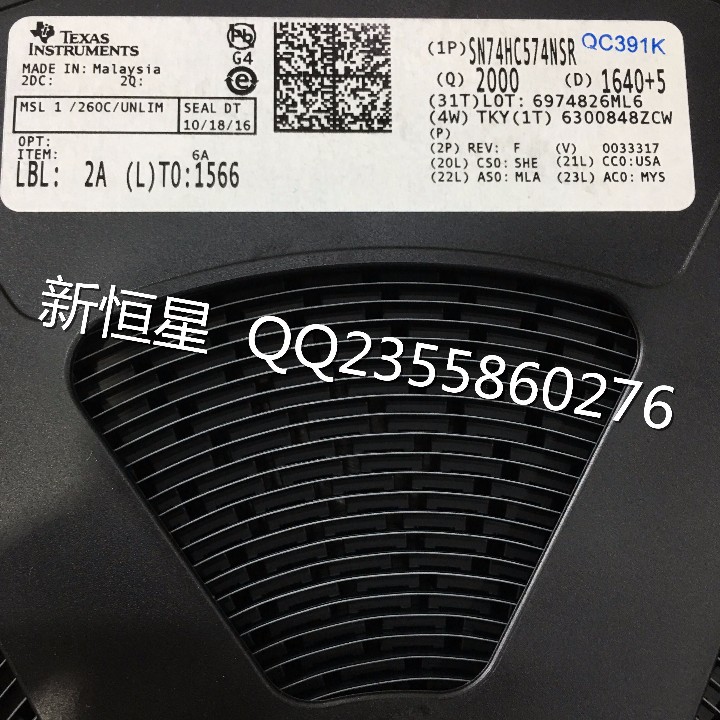 TEXAS INSTRUMENTS
MADE IN: Malaysia
2DC: 2Q:
Pb
G4
e
MSL 1 /260C/UNLIM
SEAL DT
10/18/16
OPT:
ITEM: 6A
LBL: 2A (L)TO:1566
(1P) SN74HC574NSR QC391K
(Q) 2000 (D) 1640+5
(31T)LOT: 6974826ML6
(4W) TKY(1T) 6300848ZCW
(P)
(2P) REV: F (V) 0033317
(20L) CSO: SHE (21L) CCO:USA
(22L) ASO: MLA (23L) ACO: MYS
新恒星 QQ2355860276